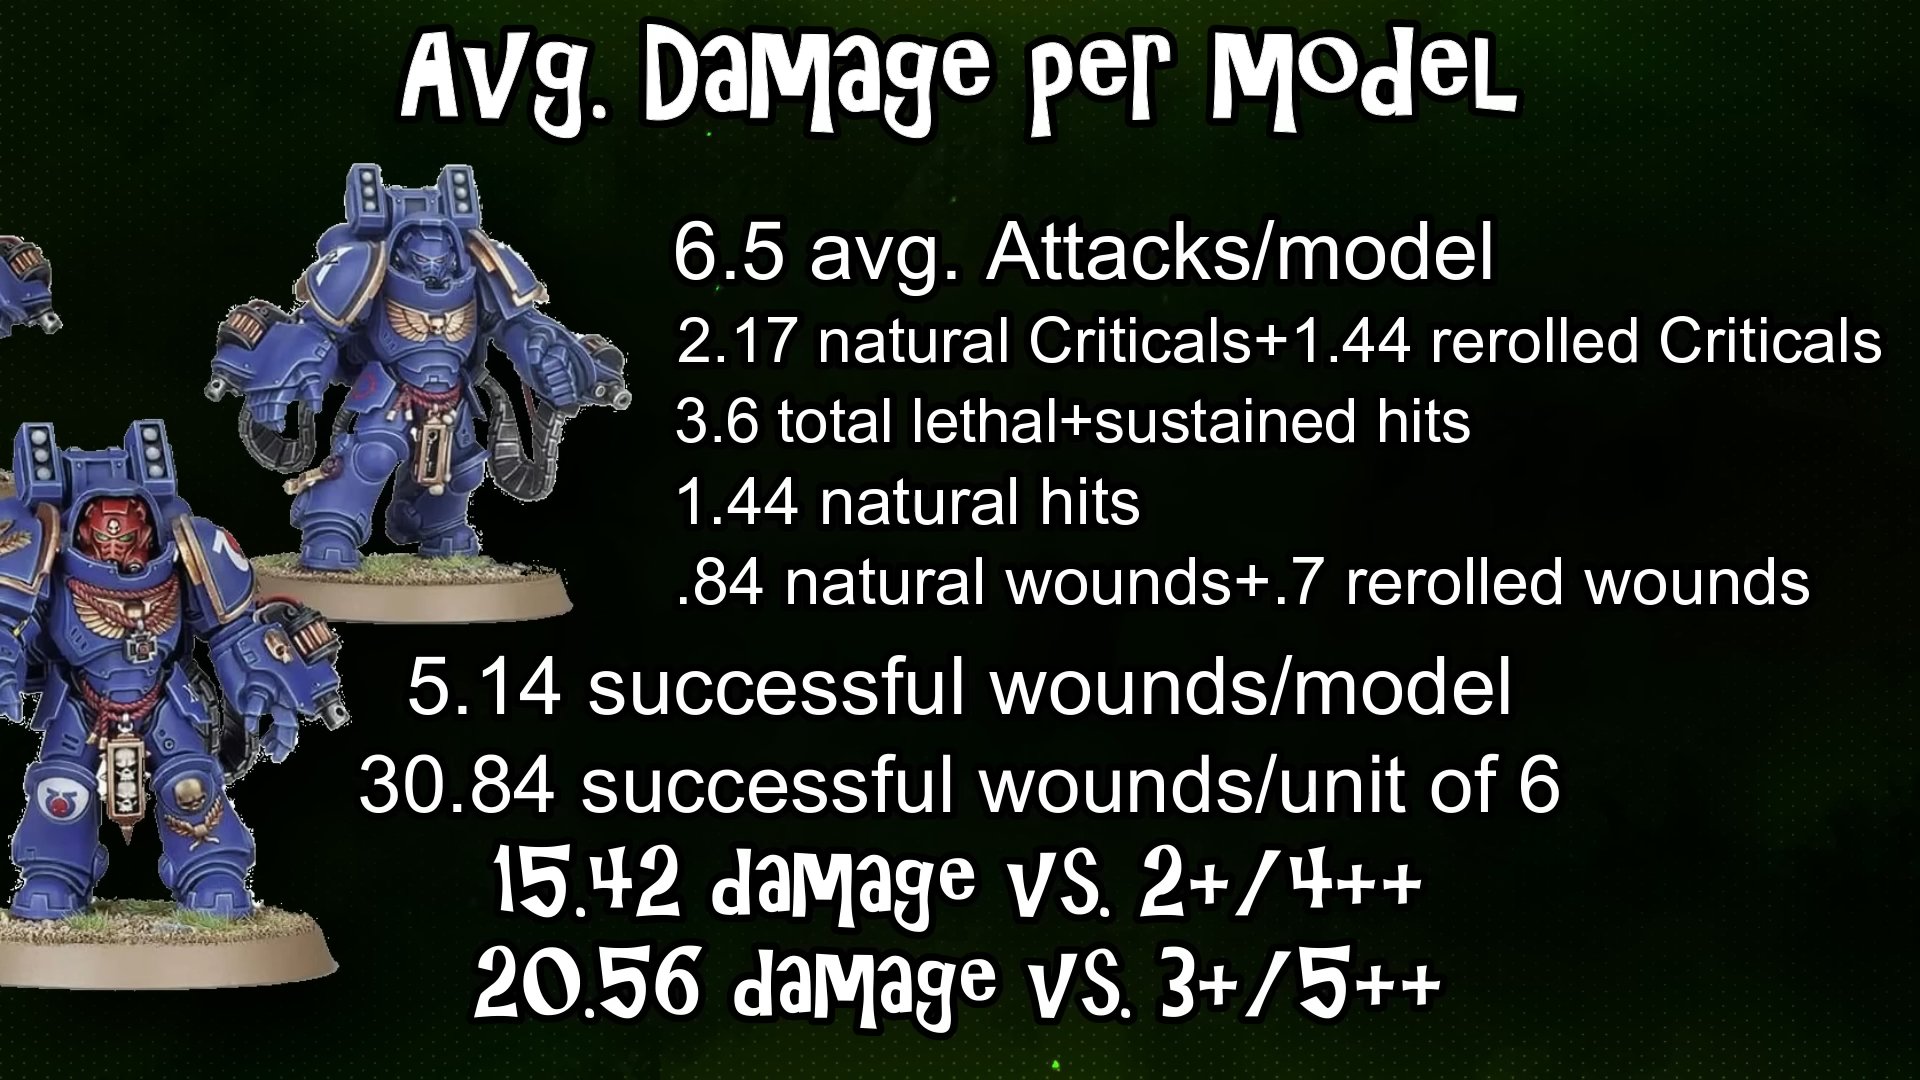 Avg. Damage per Model
6.5 avg. Attacks/model
2.17 natural Criticals+1.44 rerolled Criticals
3.6 total lethal+sustained hits
1.44 natural hits
.84 natural wounds+.7 rerolled wounds
5.14 successful wounds/model
30.84 successful wounds/unit of 6
15.42 damage vs. 2+/4++
20.56 damage vs. 3+/5++